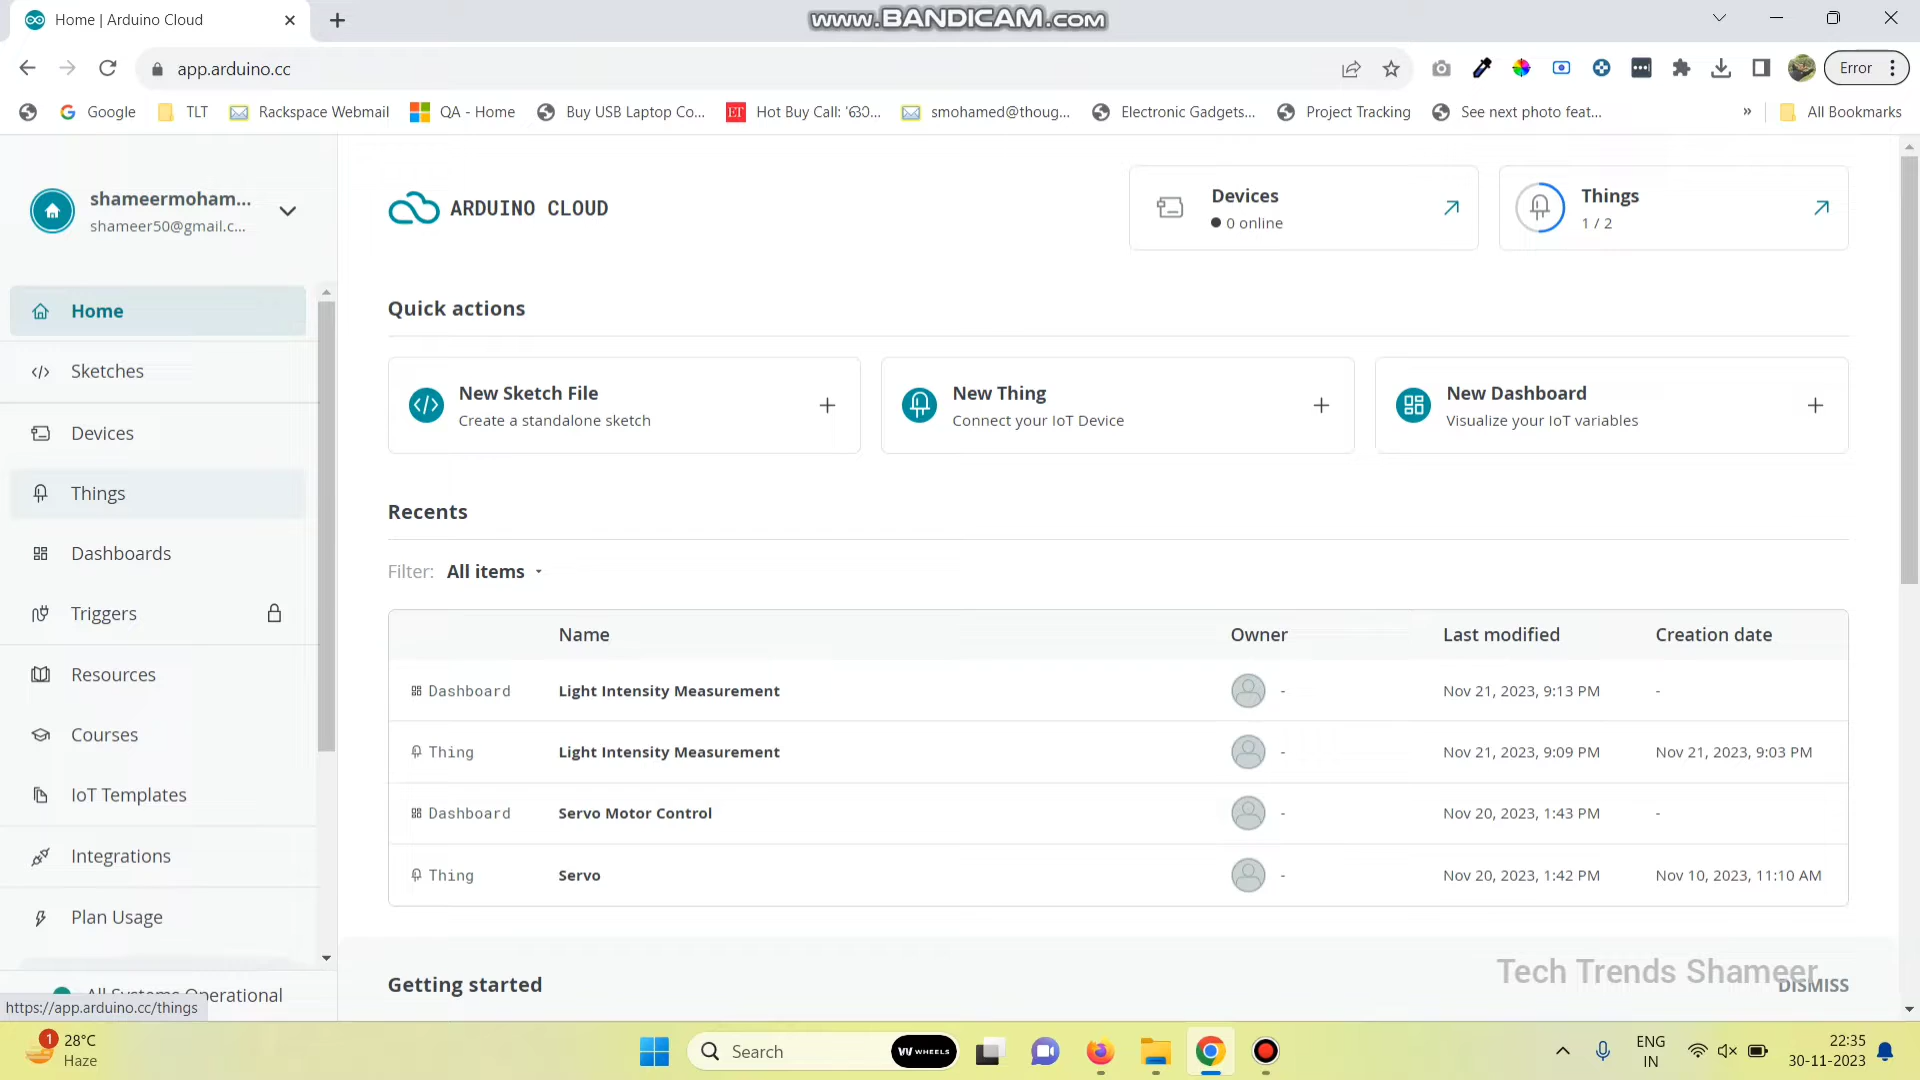 Home | Arduino Cloud
www.BANDICAM.com
app.arduino.cc
Error
Google
TLT
Rackspace Webmail
QA - Home
Buy USB Laptop Co...
ET
Hot Buy Call: 'ഓ...
smohamed@thoug...
Electronic Gadgets...
Project Tracking
See next photo feat...
»
All Bookmarks
shameermoham...
shameer50@gmail.c...
ARDUINO CLOUD
Devices
0 online
Things
1 / 2
Home
Sketches
Devices
Things
Dashboards
Triggers
Resources
Courses
IoT Templates
Integrations
Plan Usage
All Systems Operational
https://app.arduino.cc/things
Quick actions
New Sketch File
Create a standalone sketch
New Thing
Connect your IoT Device
New Dashboard
Visualize your IoT variables
Recents
Filter: All items
Name Owner Last modified Creation date
Dashboard Light Intensity Measurement - Nov 21, 2023, 9:13 PM -
Thing Light Intensity Measurement - Nov 21, 2023, 9:09 PM Nov 21, 2023, 9:03 PM
Dashboard Servo Motor Control - Nov 20, 2023, 1:43 PM -
Thing Servo - Nov 20, 2023, 1:42 PM Nov 10, 2023, 11:10 AM
Getting started
Tech Trends Shameer
DISMISS
1
28°C
Haze
Search
WHEELS
ENG
IN
22:35
30-11-2023